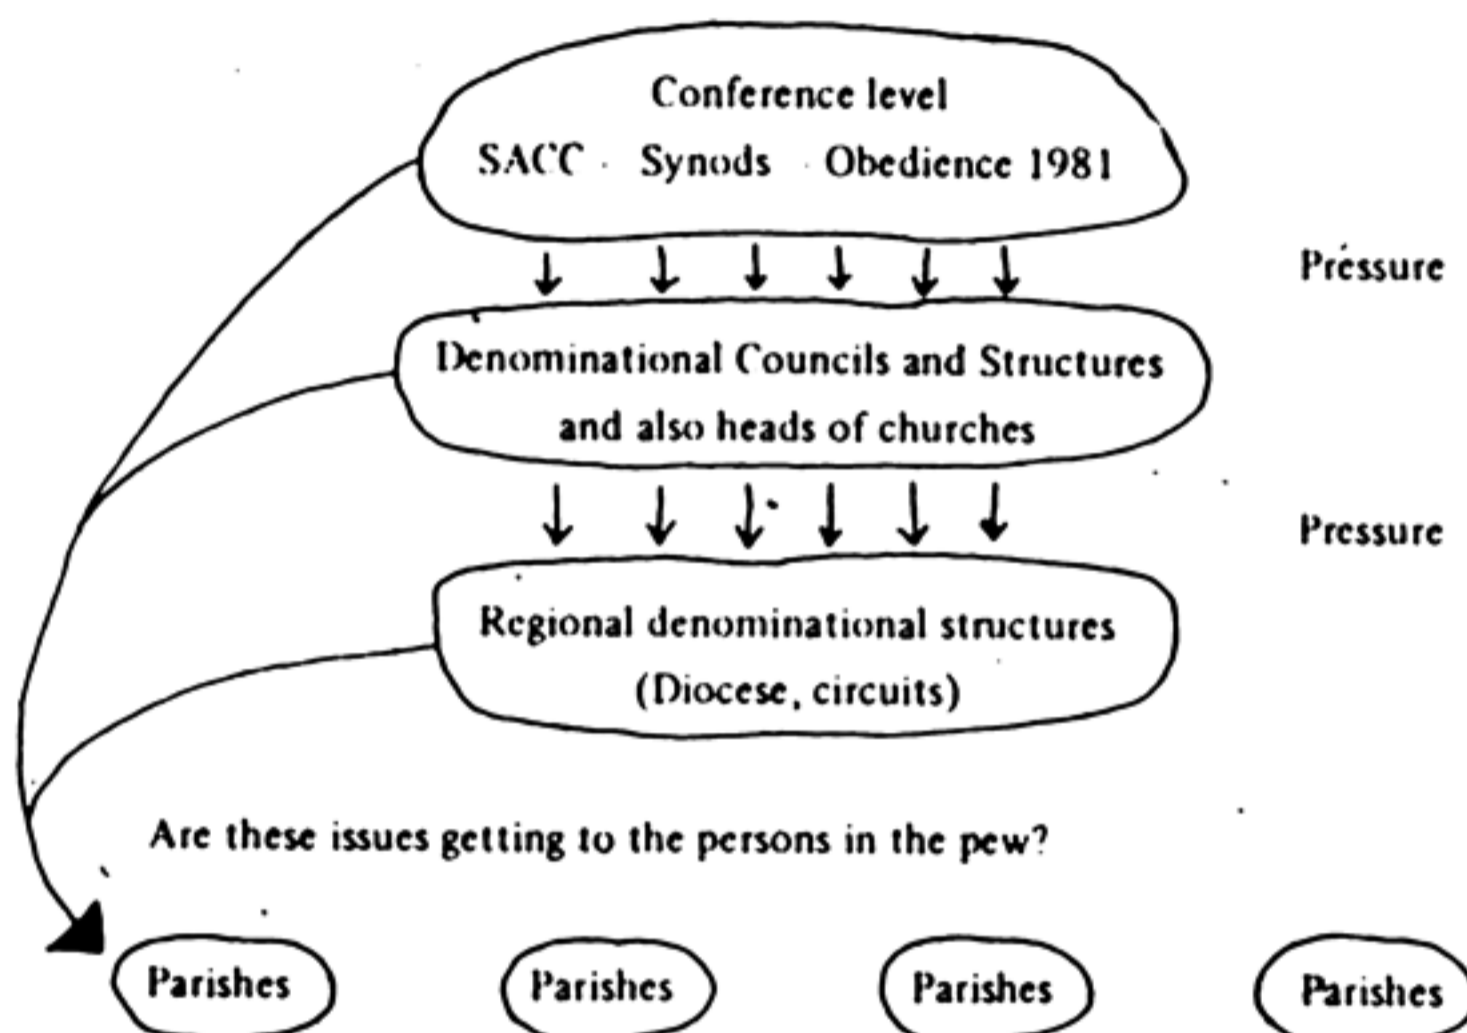 Conference level
SACC - Synods - Obedience 1981
Pressure
Denominational Councils and Structures
and also heads of churches
Pressure
Regional denominational structures
(Diocese, circuits)
Are these issues getting to the persons in the pew?
Parishes
Parishes
Parishes
Parishes